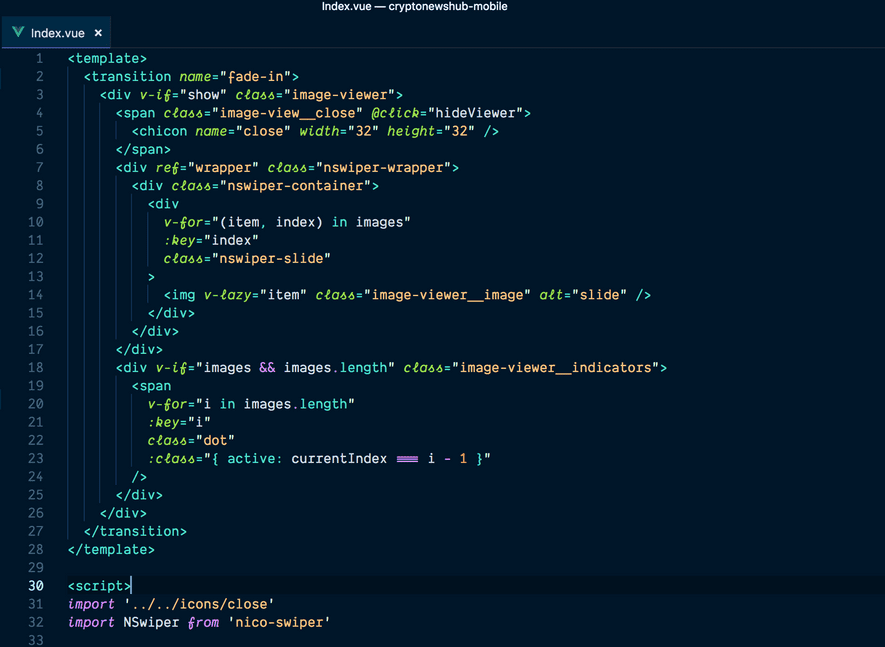 Index.vue — cryptonewshub-mobile
Index.vue ×
1 <template>
2 <transition name="fade-in">
3 <div v-if="show" class="image-viewer">
4 <span class="image-view__close" @click="hideViewer">
5 <chicon name="close" width="32" height="32" />
6 </span>
7 <div ref="wrapper" class="nswiper-wrapper">
8 <div class="nswiper-container">
9 <div
10 v-for="(item, index) in images"
11 :key="index"
12 class="nswiper-slide"
13 >
14 <img v-lazy="item" class="image-viewer__image" alt="slide" />
15 </div>
16 </div>
17 </div>
18 <div v-if="images && images.length" class="image-viewer__indicators">
19 <span
20 v-for="i in images.length"
21 :key="i"
22 class="dot"
23 :class="{ active: currentIndex === i - 1 }"
24 />
25 </div>
26 </div>
27 </transition>
28 </template>
29
30 <script>
31 import '../../icons/close'
32 import NSwiper from 'nico-swiper'
33